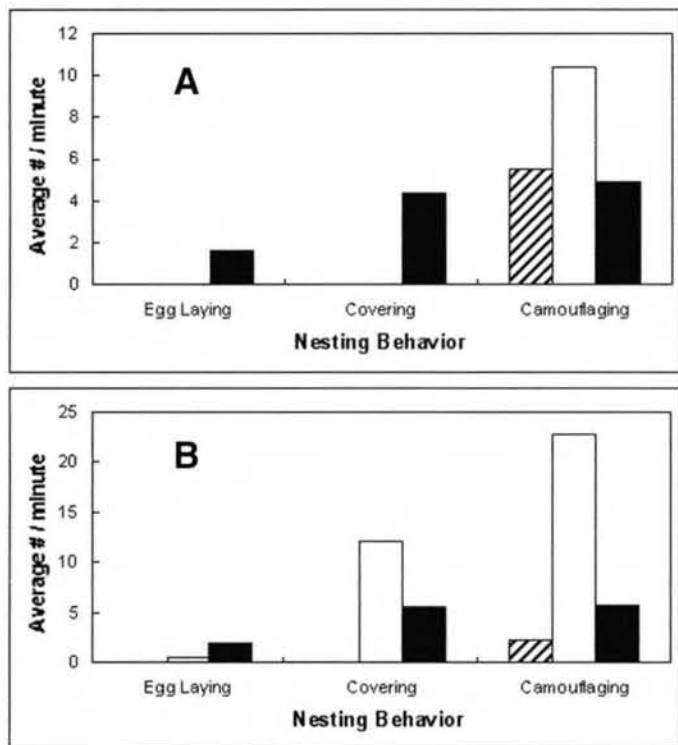 A
Average # / minute
12
10
8
6
4
2
0
Egg Laying Covering Camouflaging
Nesting Behavior
B
Average # / minute
25
20
15
10
5
0
Egg Laying Covering Camouflaging
Nesting Behavior